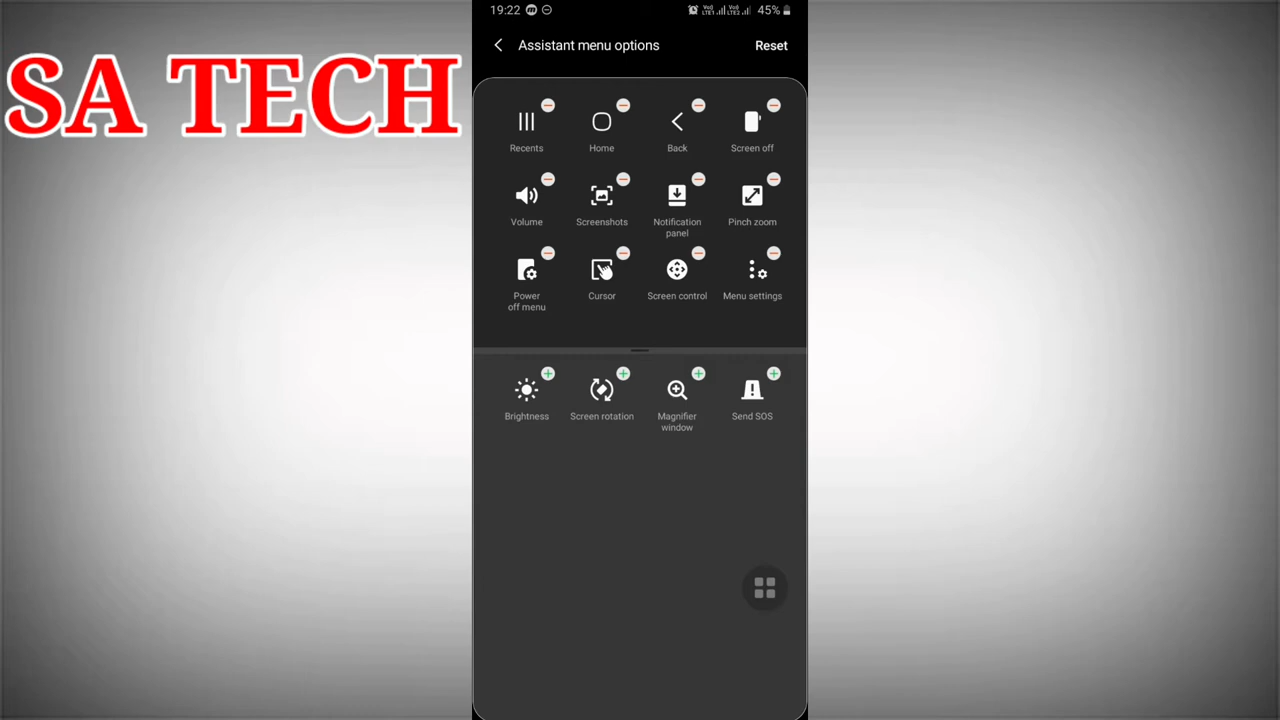 19:22
45%
SA TECH
Assistant menu options
Reset
Recents
Home
Back
Screen off
Volume
Screenshots
Notification
panel
Pinch zoom
Power
off menu
Cursor
Screen control
Menu settings
Brightness
Screen rotation
Magnifier
window
Send SOS